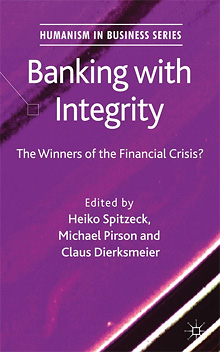 HUMANISM IN BUSINESS SERIES
Banking with
Integrity
The Winners of the Financial Crisis?
Edited by
Heiko Spitzeck,
Michael Pirson and
Claus Dierksmeier